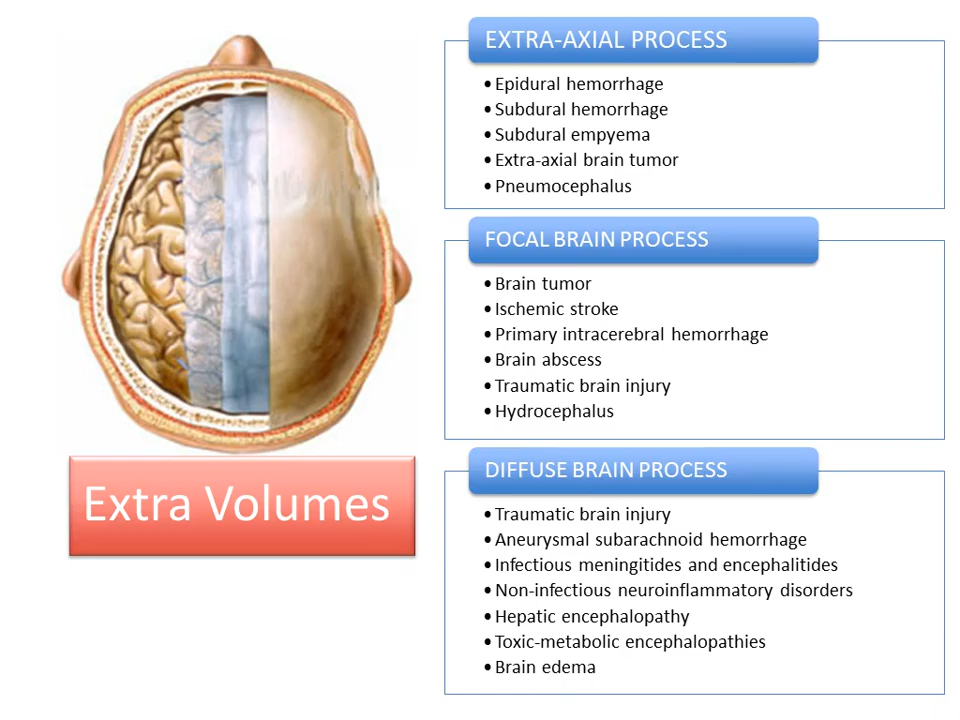 EXTRA-AXIAL PROCESS
•Epidural hemorrhage
•Subdural hemorrhage
•Subdural empyema
•Extra-axial brain tumor
•Pneumocephalus
FOCAL BRAIN PROCESS
•Brain tumor
•Ischemic stroke
•Primary intracerebral hemorrhage
•Brain abscess
•Traumatic brain injury
•Hydrocephalus
Extra Volumes
DIFFUSE BRAIN PROCESS
•Traumatic brain injury
•Aneurysmal subarachnoid hemorrhage
•Infectious meningitides and encephalitides
•Non-infectious neuroinflammatory disorders
•Hepatic encephalopathy
•Toxic-metabolic encephalopathies
•Brain edema